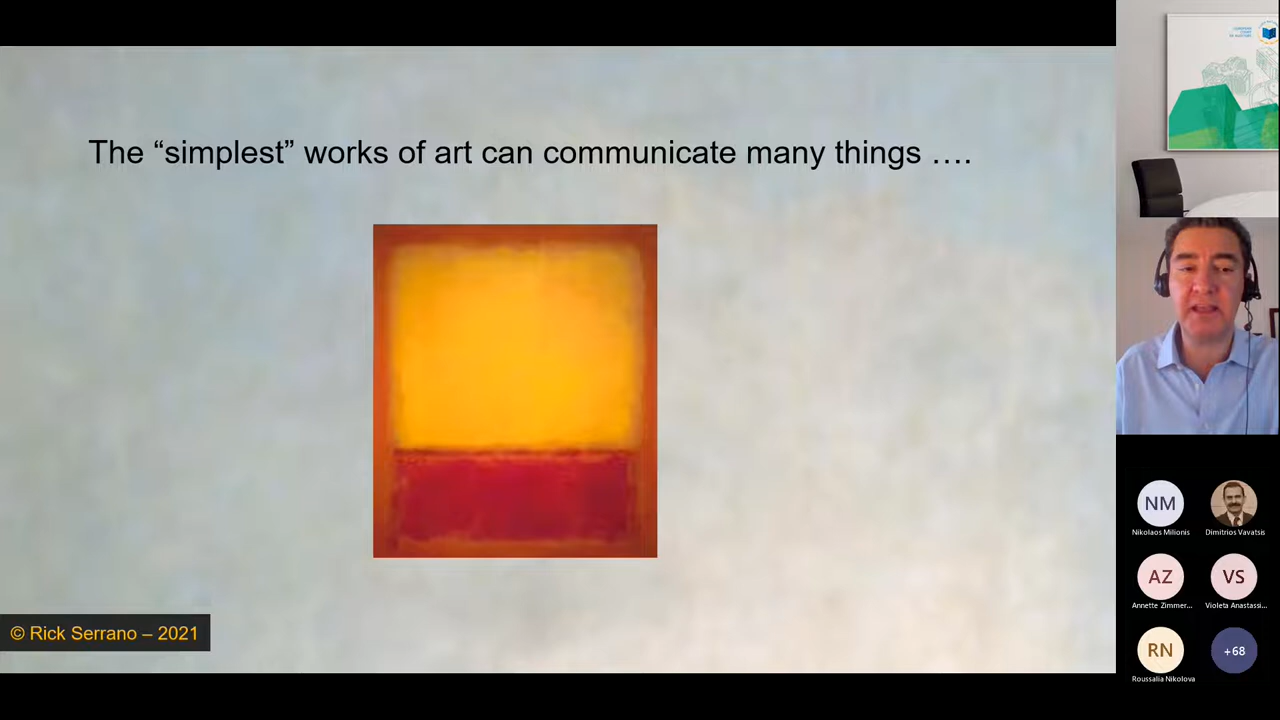 The “simplest” works of art can communicate many things ….
© Rick Serrano – 2021
NM
Nikolaos Milionis
Dimitrios Vavatsis
AZ
Annette Zimmer...
VS
Violeta Anastassi...
RN
Roussalia Nikolova
+68